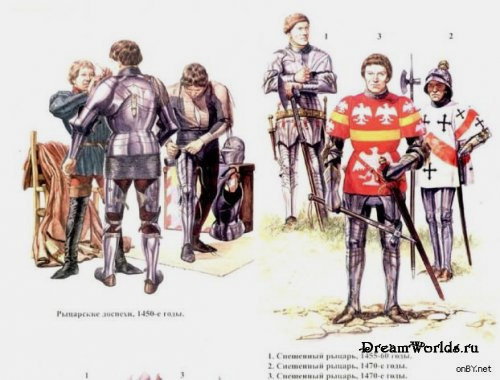 1
3
2
Рыцарские доспехи, 1450-е годы.
DreamWorlds.ru
1. Спешенный рыцарь, 1455-60 годы.
2. Спешенный рыцарь, 1470-е годы.
3. Спешенный рыцарь, 1470-е годы.
onBY.net
1